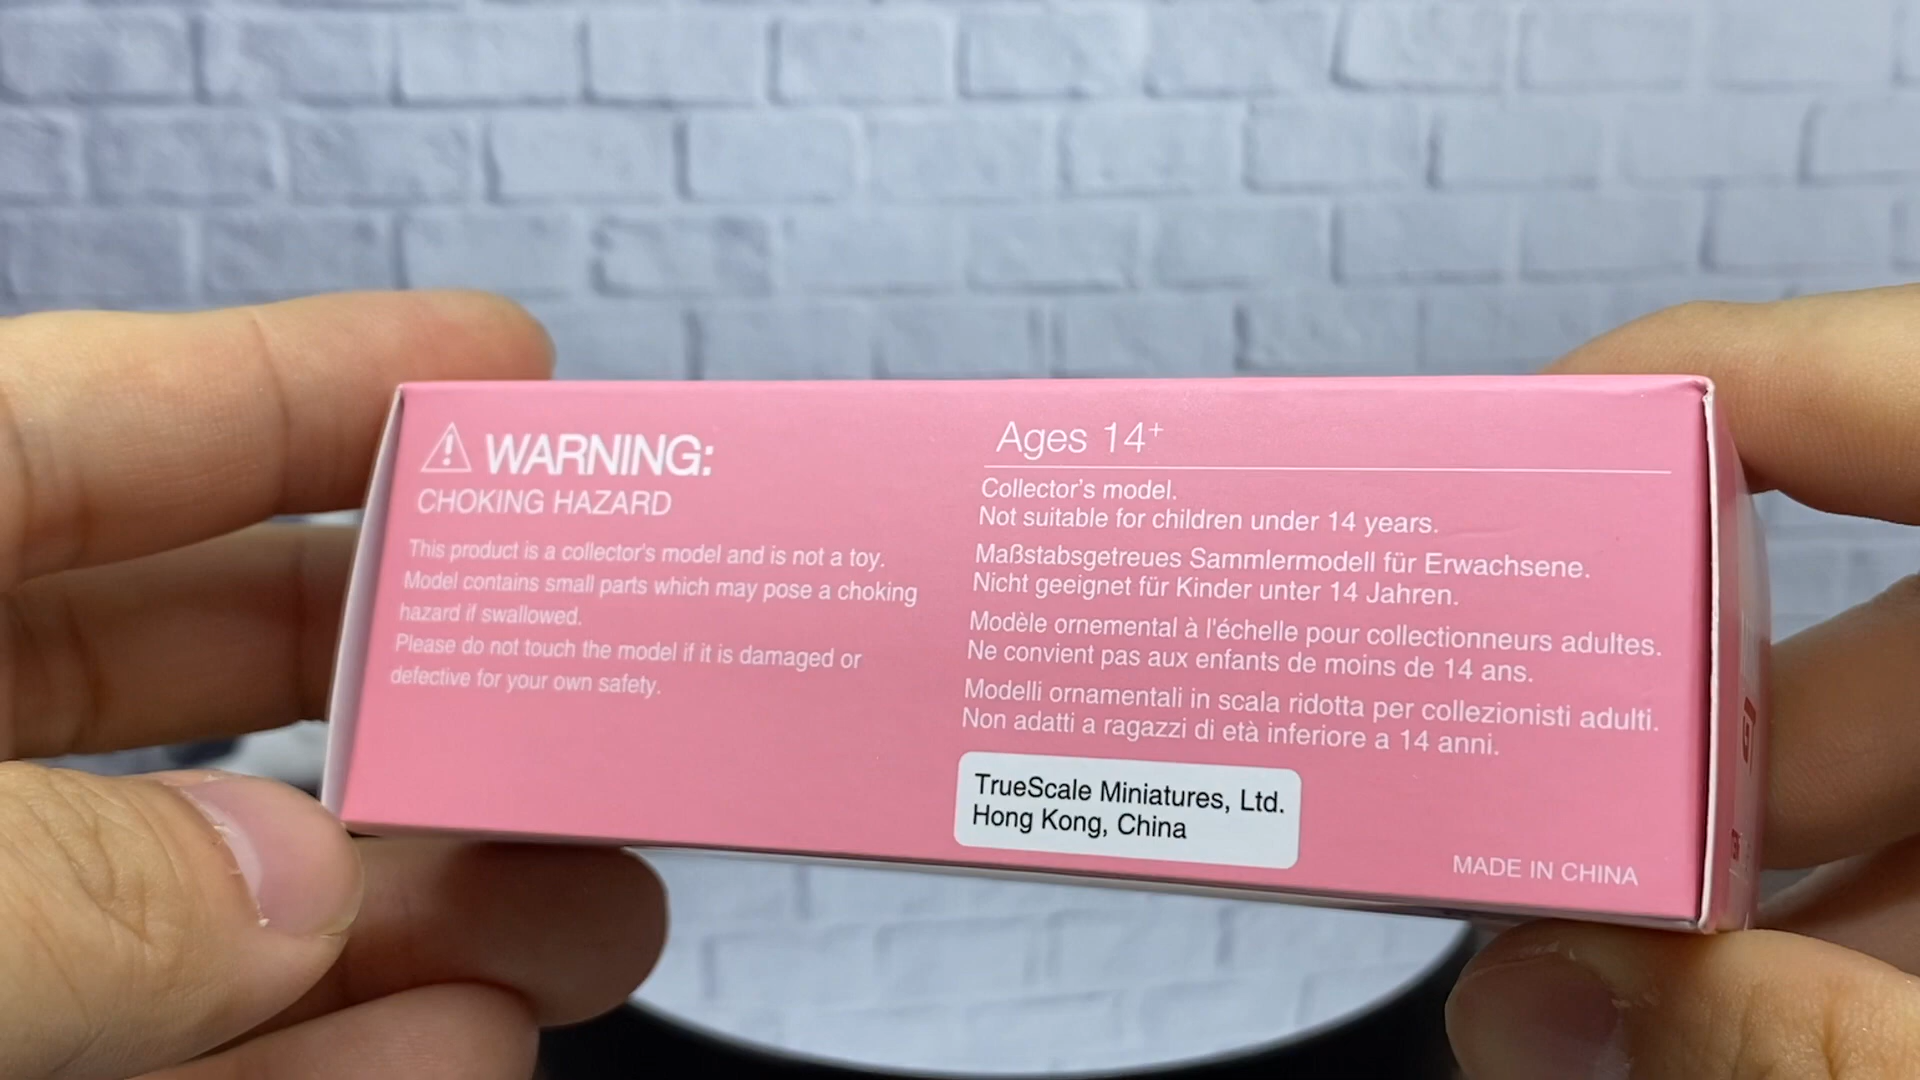 WARNING:
CHOKING HAZARD
This product is a collector's model and is not a toy.
Model contains small parts which may pose a choking
hazard if swallowed.
Please do not touch the model if it is damaged or
defective for your own safety.
Ages 14+
Collector's model.
Not suitable for children under 14 years.
Maßstabsgetreues Sammlermodell für Erwachsene.
Nicht geeignet für Kinder unter 14 Jahren.
Modèle ornemental à l'échelle pour collectionneurs adultes.
Ne convient pas aux enfants de moins de 14 ans.
Modelli ornamentali in scala ridotta per collezionisti adulti.
Non adatti a ragazzi di età inferiore a 14 anni.
TrueScale Miniatures, Ltd.
Hong Kong, China
MADE IN CHINA